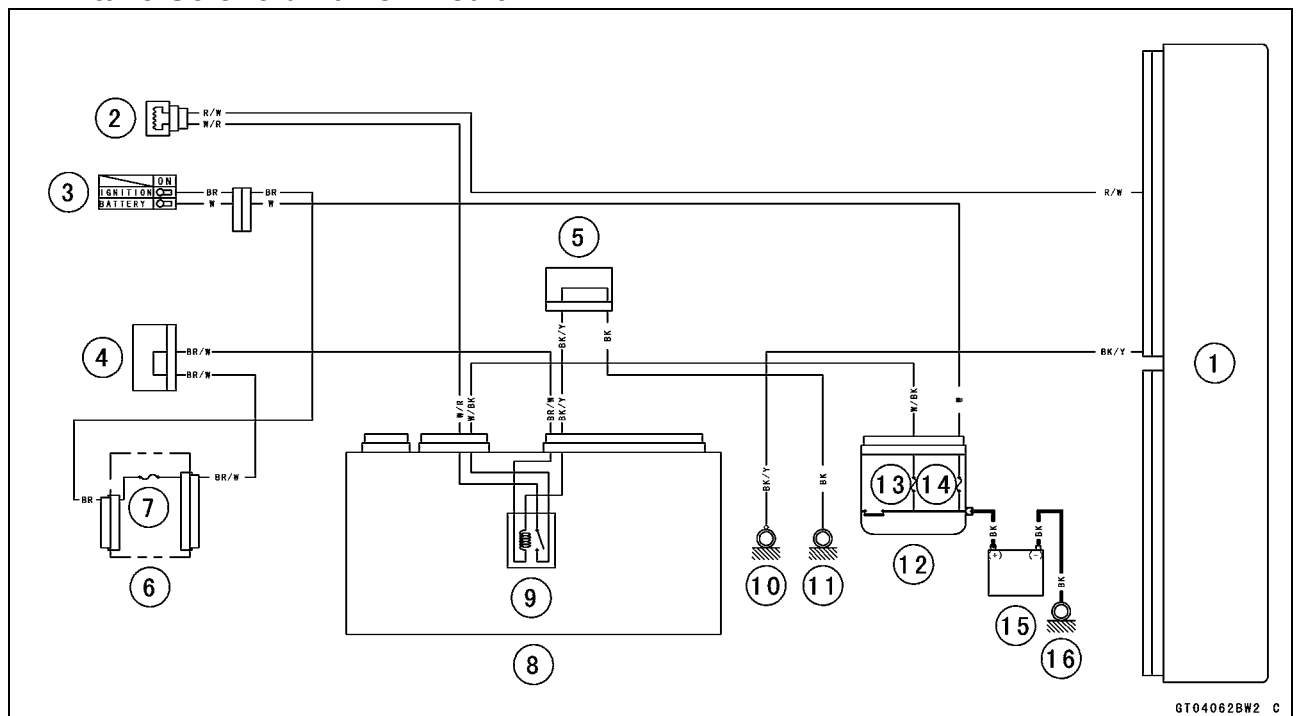 R/W
2
W/R
3
ON
IGNITION
BATTERY
BR
BR
W
W
R/W
5
4
BR/W
BR/W
BK/Y
BK
BK/Y
1
W/R
W/BK
BR/W
BK/Y
W/BK
W
BR/W
BR
7
6
BK/Y
BK
13
14
12
BK
BK
(+)
(-)
BK
9
10
11
15
16
8
GT04062BW2 C